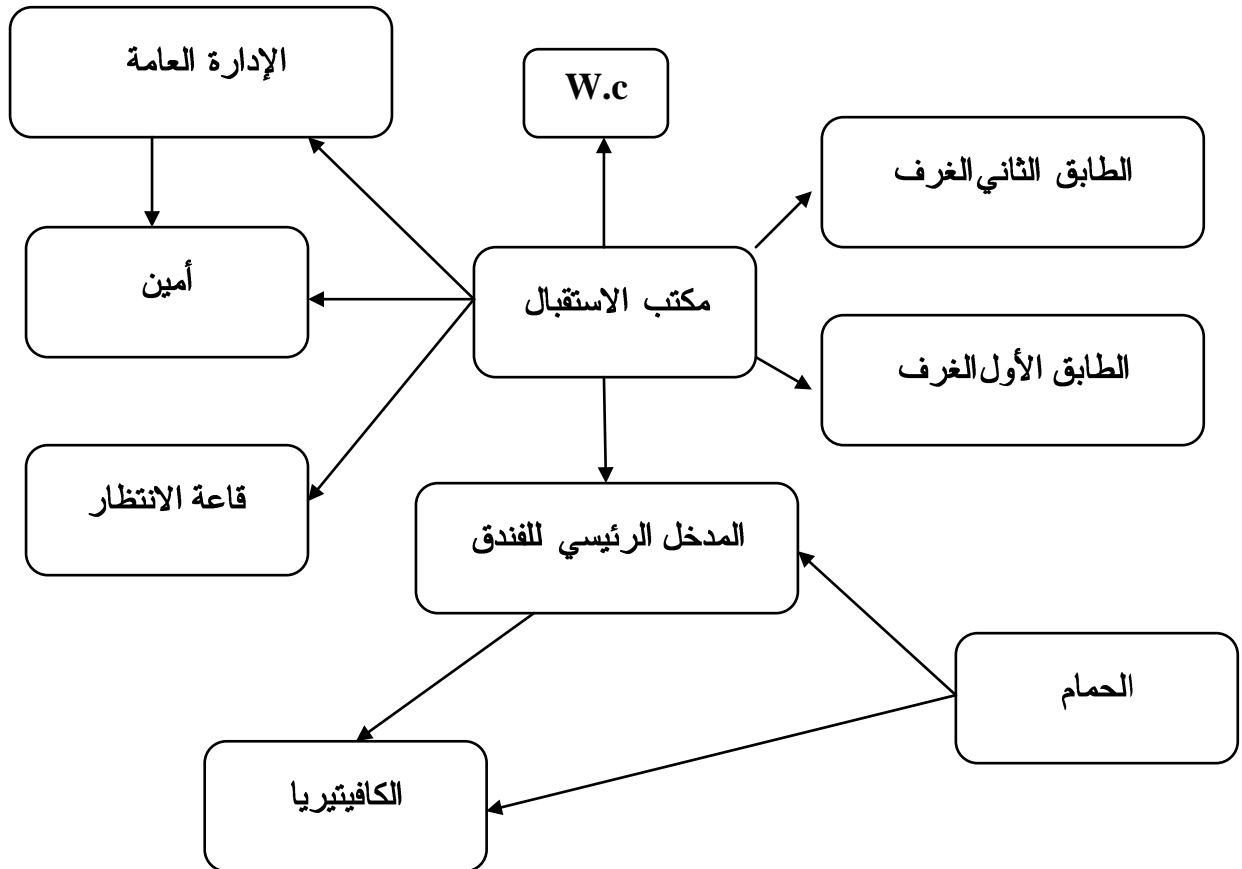 الإدارة العامة
W.c
الطابق الثاني الغرف
أمين
مكتب الاستقبال
الطابق الأول الغرف
قاعة الانتظار
المدخل الرئيسي للفندق
الحمام
الكافيتيريا